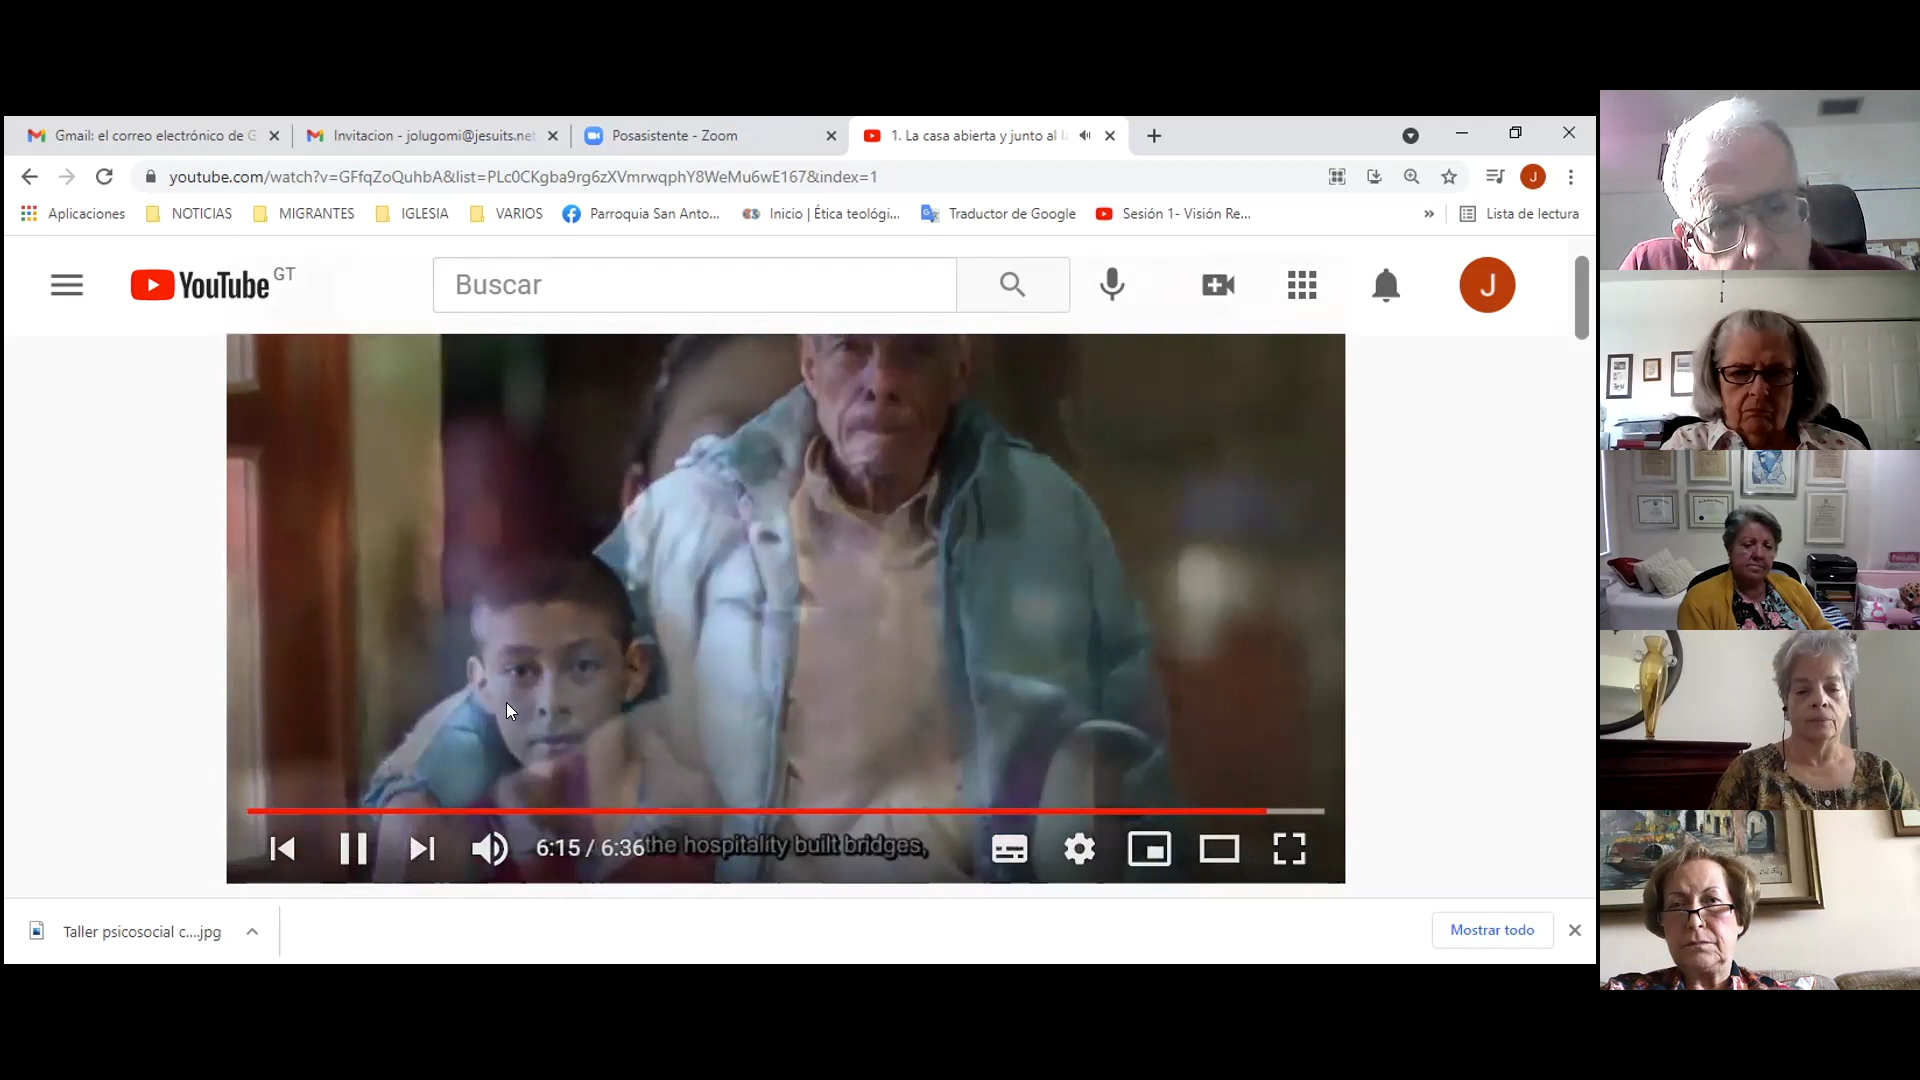 Gmail: el correo electrónico de G
Invitacion - jolugomi@jesuits.net
Posasistente - Zoom
1. La casa abierta y junto al la
youtube.com/watch?v=GFfqZoQuhbA&list=PLc0CKgba9rg6zXVmrwqphY8WeMu6wE167&index=1
J
Aplicaciones
NOTICIAS
MIGRANTES
IGLESIA
VARIOS
Parroquia San Anto...
Inicio | Ética teológi...
Traductor de Google
Sesión 1- Visión Re...
»
Lista de lectura
YouTube GT
Buscar
J
6:15 / 6:36
the hospitality built bridges,
Taller psicosocial c....jpg
Mostrar todo